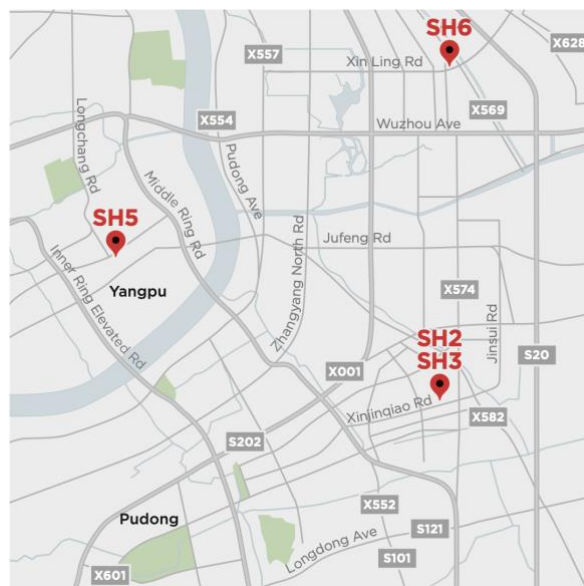 SH6
X628
X557
Xin Ling Rd
X569
X554
Wuzhou Ave
Longchang Rd
Pudong Ave
Middle Ring Rd
SH5
Zhangyang North Rd
Jufeng Rd
Inner Ring Elevated Rd
Yangpu
X574
Jinsui Rd
SH2
SH3
S20
X001
Xinjinqiao Rd
X582
S202
X552
Pudong
S121
Longdong Ave
S101
X601